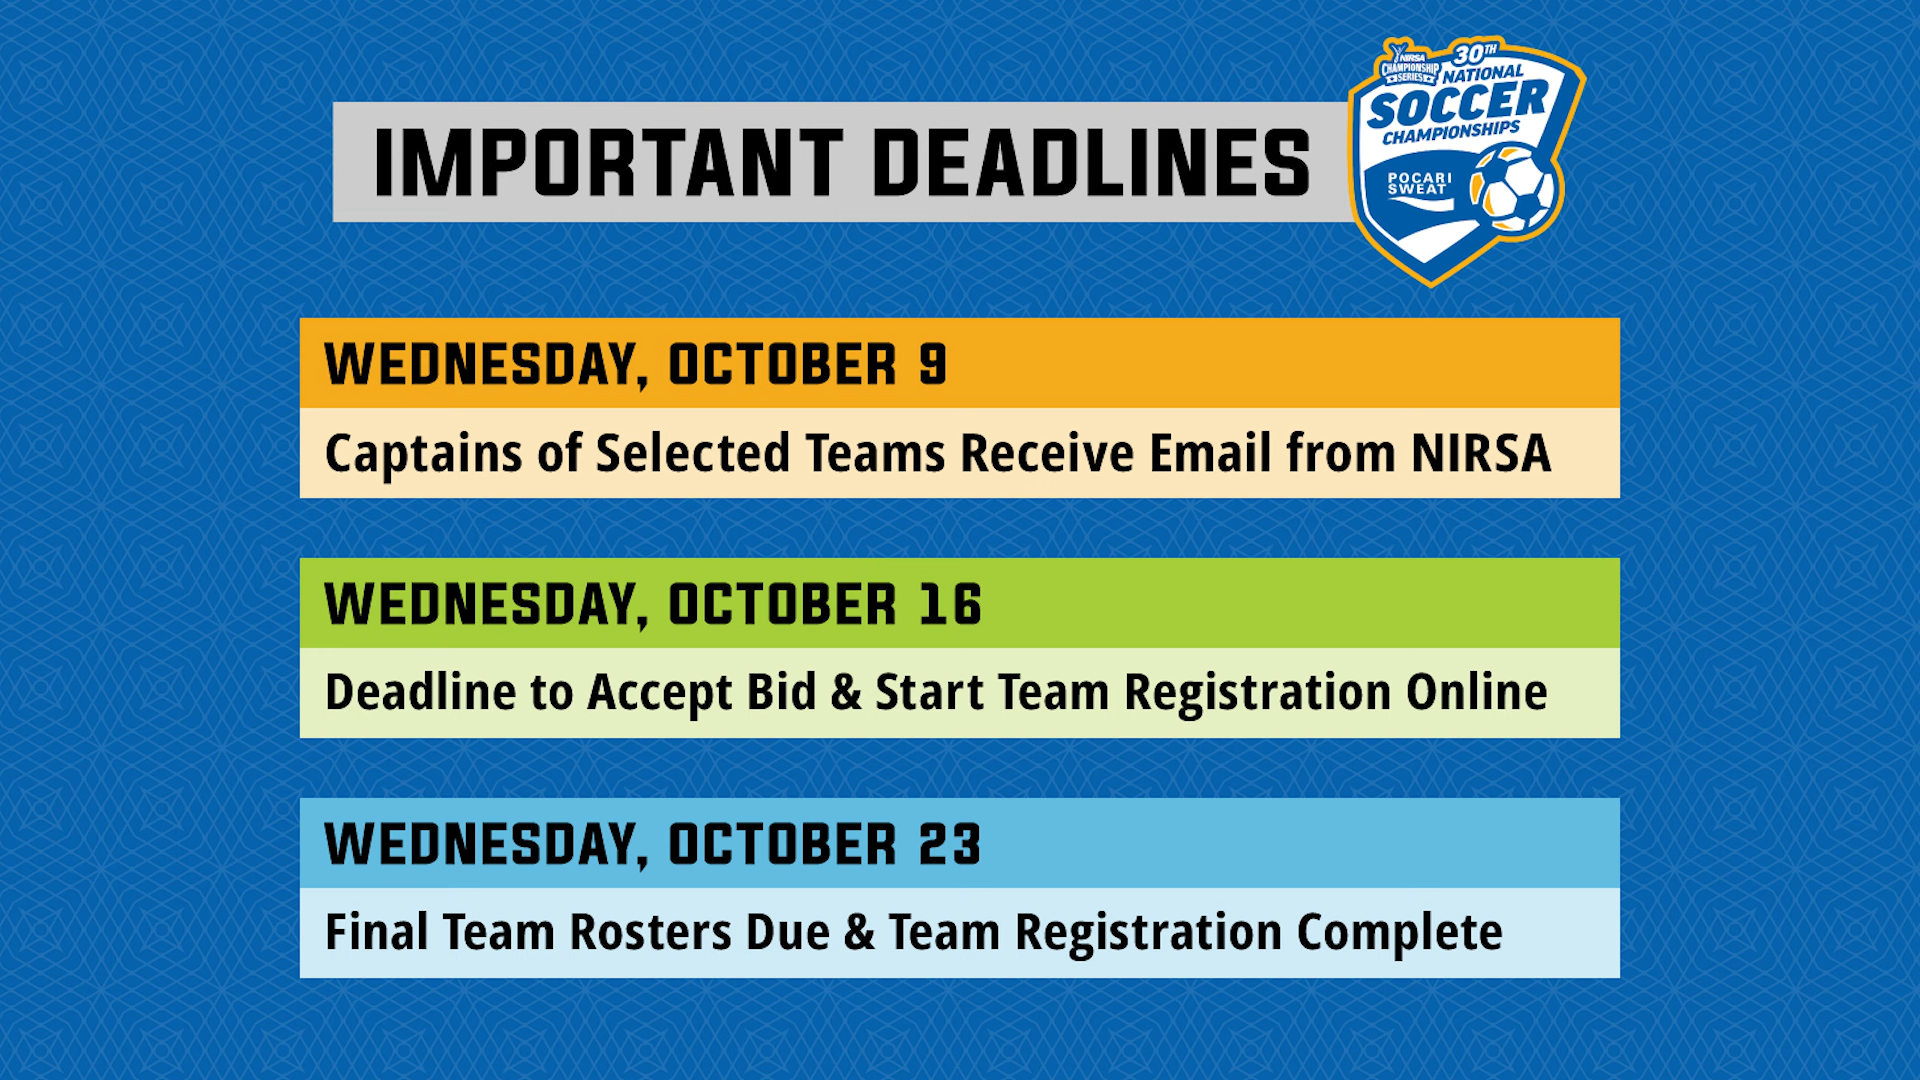 IMPORTANT DEADLINES
NIRSA
CHAMPIONSHIP
SERIES
30TH
NATIONAL
SOCCER
CHAMPIONSHIPS
POCARI
SWEAT
WEDNESDAY, OCTOBER 9
Captains of Selected Teams Receive Email from NIRSA
WEDNESDAY, OCTOBER 16
Deadline to Accept Bid & Start Team Registration Online
WEDNESDAY, OCTOBER 23
Final Team Rosters Due & Team Registration Complete